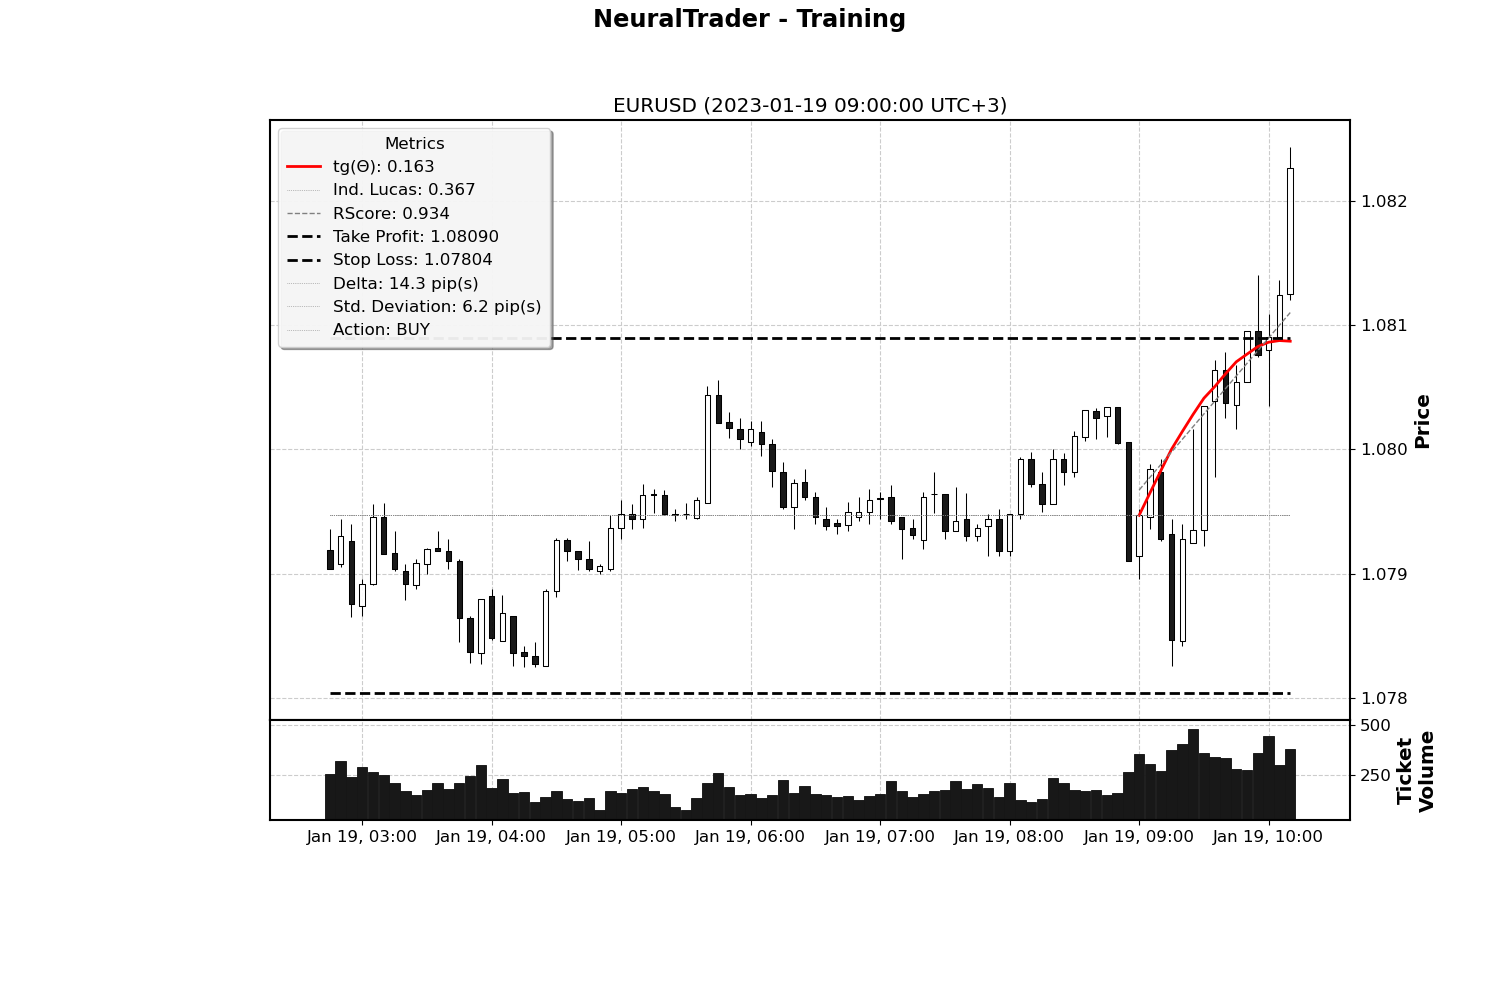 NeuralTrader - Training
EURUSD (2023-01-19 09:00:00 UTC+3)
Metrics
tg(Θ): 0.163
Ind. Lucas: 0.367
RScore: 0.934
Take Profit: 1.08090
Stop Loss: 1.07804
Delta: 14.3 pip(s)
Std. Deviation: 6.2 pip(s)
Action: BUY
1.082
1.081
1.080
1.079
1.078
Price
500
250
Ticket
Volume
Jan 19, 03:00
Jan 19, 04:00
Jan 19, 05:00
Jan 19, 06:00
Jan 19, 07:00
Jan 19, 08:00
Jan 19, 09:00
Jan 19, 10:00